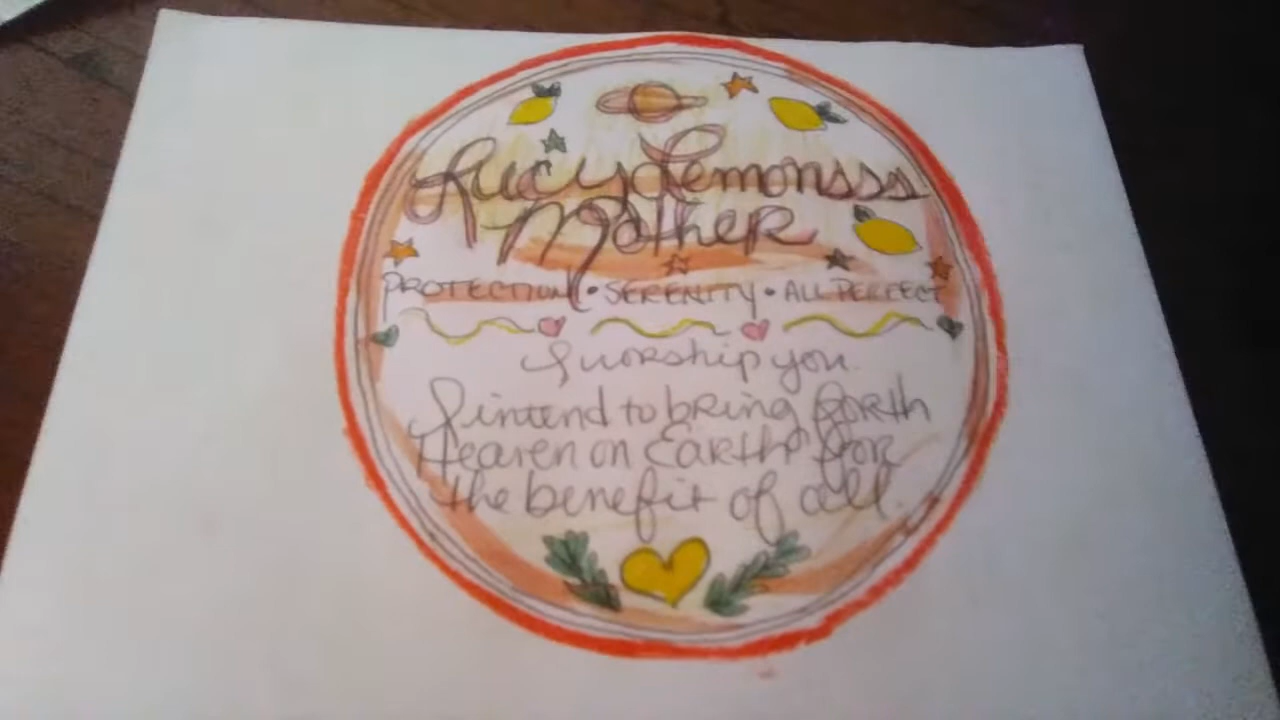 LucyLemonsss
Mother
PROTECTION • SERENITY • ALL PERFECT
I worship you.
I intend to bring forth
Heaven on Earth for
the benefit of all.